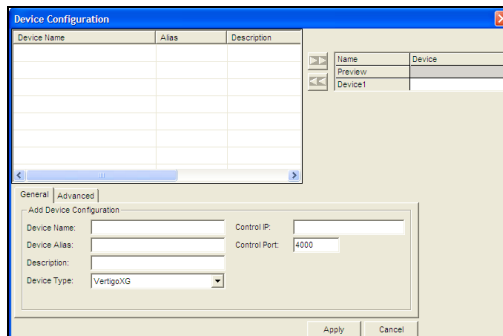 Device Configuration
Device Name Alias Description
Name Device
Preview
Device1
General Advanced
Add Device Configuration
Device Name: Control IP:
Device Alias: Control Port: 4000
Description:
Device Type: VertigoXG
Apply Cancel